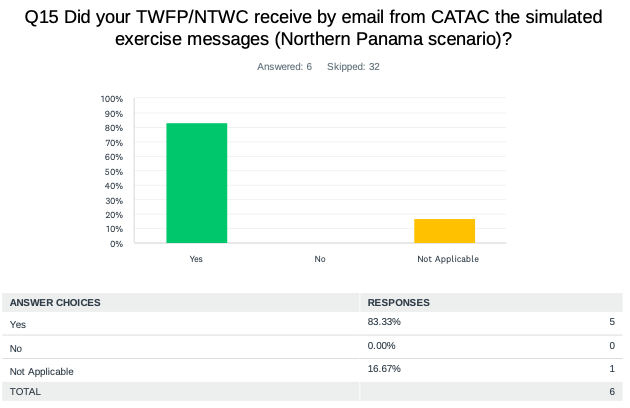 Q15 Did your TWFP/NTWC receive by email from CATAC the simulated
exercise messages (Northern Panama scenario)?
Answered: 6 Skipped: 32
100%
90%
80%
70%
60%
50%
40%
30%
20%
10%
0%
Yes No Not Applicable
ANSWER CHOICES RESPONSES
Yes 83.33% 5
No 0.00% 0
Not Applicable 16.67% 1
TOTAL 6